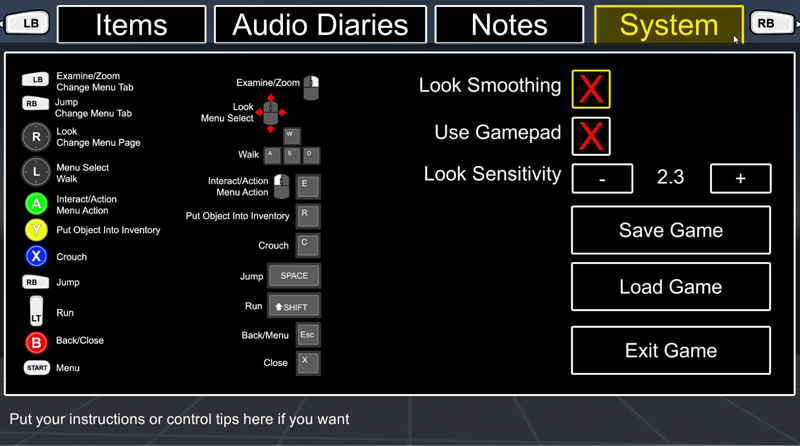 LB
Items
Audio Diaries
Notes
System
RB
LB
Examine/Zoom
Change Menu Tab
RB
Jump
Change Menu Tab
R
Look
Change Menu Page
L
Menu Select
Walk
A
Interact/Action
Menu Action
Y
Put Object Into Inventory
X
Crouch
RB
Jump
LT
Run
B
Back/Close
START
Menu
Examine/Zoom
Look
Menu Select
W
Walk
A S D
Interact/Action
Menu Action
E
Put Object Into Inventory
R
Crouch
C
Jump
SPACE
Run
SHIFT
Back/Menu
Esc
Close
X
Look Smoothing
X
Use Gamepad
X
Look Sensitivity
- 2.3 +
Save Game
Load Game
Exit Game
Put your instructions or control tips here if you want